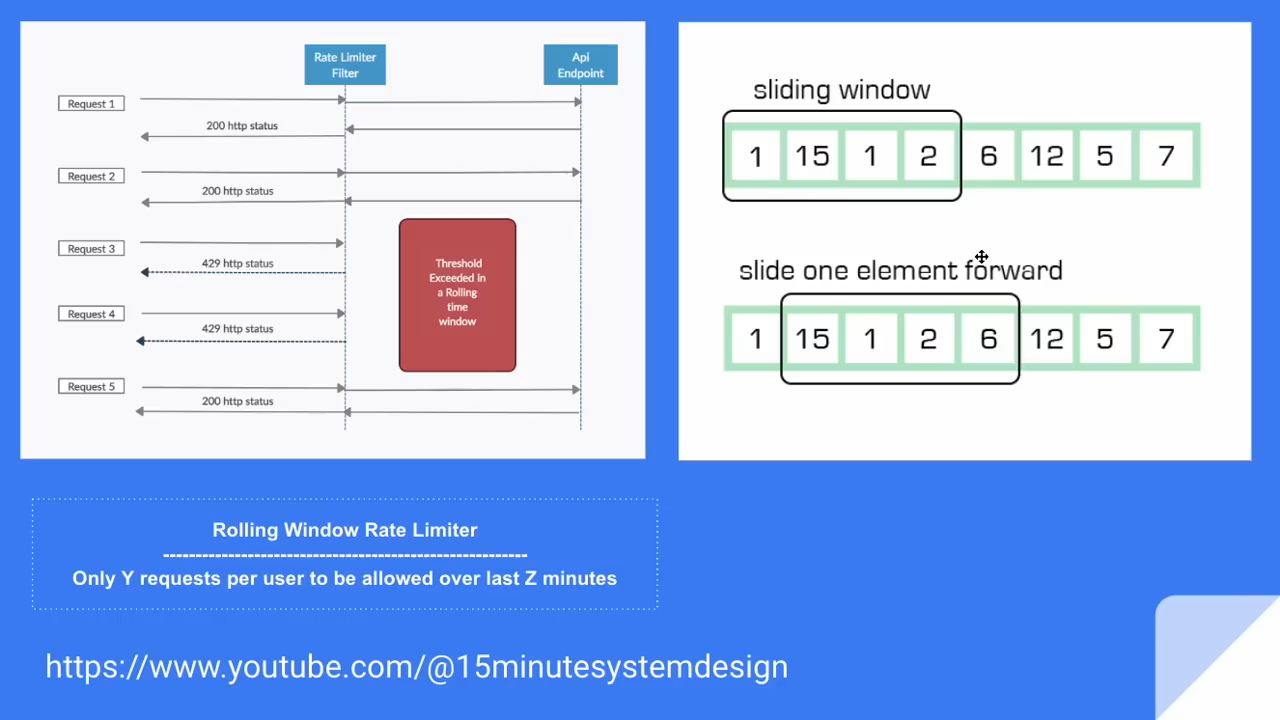 Rate Limiter
Filter
Api
Endpoint
Request 1
200 http status
Request 2
200 http status
Request 3
429 http status
Request 4
429 http status
Request 5
200 http status
Threshold
Exceeded in
a Rolling
time
window
sliding window
1 15 1 2 6 12 5 7
slide one element forward
1 15 1 2 6 12 5 7
Rolling Window Rate Limiter
--------------------------------------------------------
Only Y requests per user to be allowed over last Z minutes
https://www.youtube.com/@15minutesystemdesign